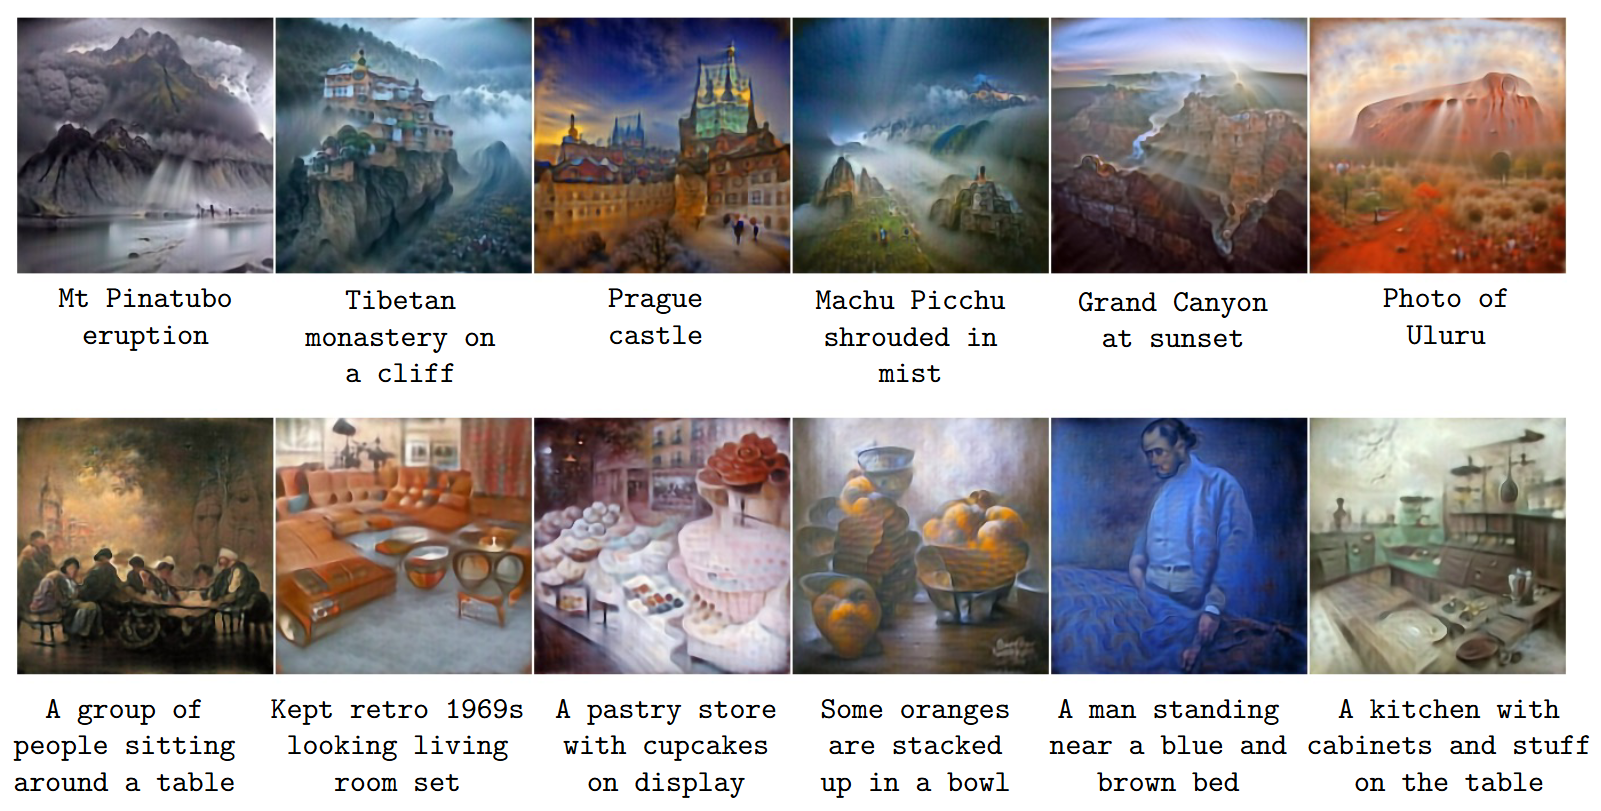 Mt Pinatubo
eruption
Tibetan
monastery on
a cliff
Prague
castle
Machu Picchu
shrouded in
mist
Grand Canyon
at sunset
Photo of
Uluru
A group of
people sitting
around a table
Kept retro 1969s
looking living
room set
A pastry store
with cupcakes
on display
Some oranges
are stacked
up in a bowl
A man standing
near a blue and
brown bed
A kitchen with
cabinets and stuff
on the table